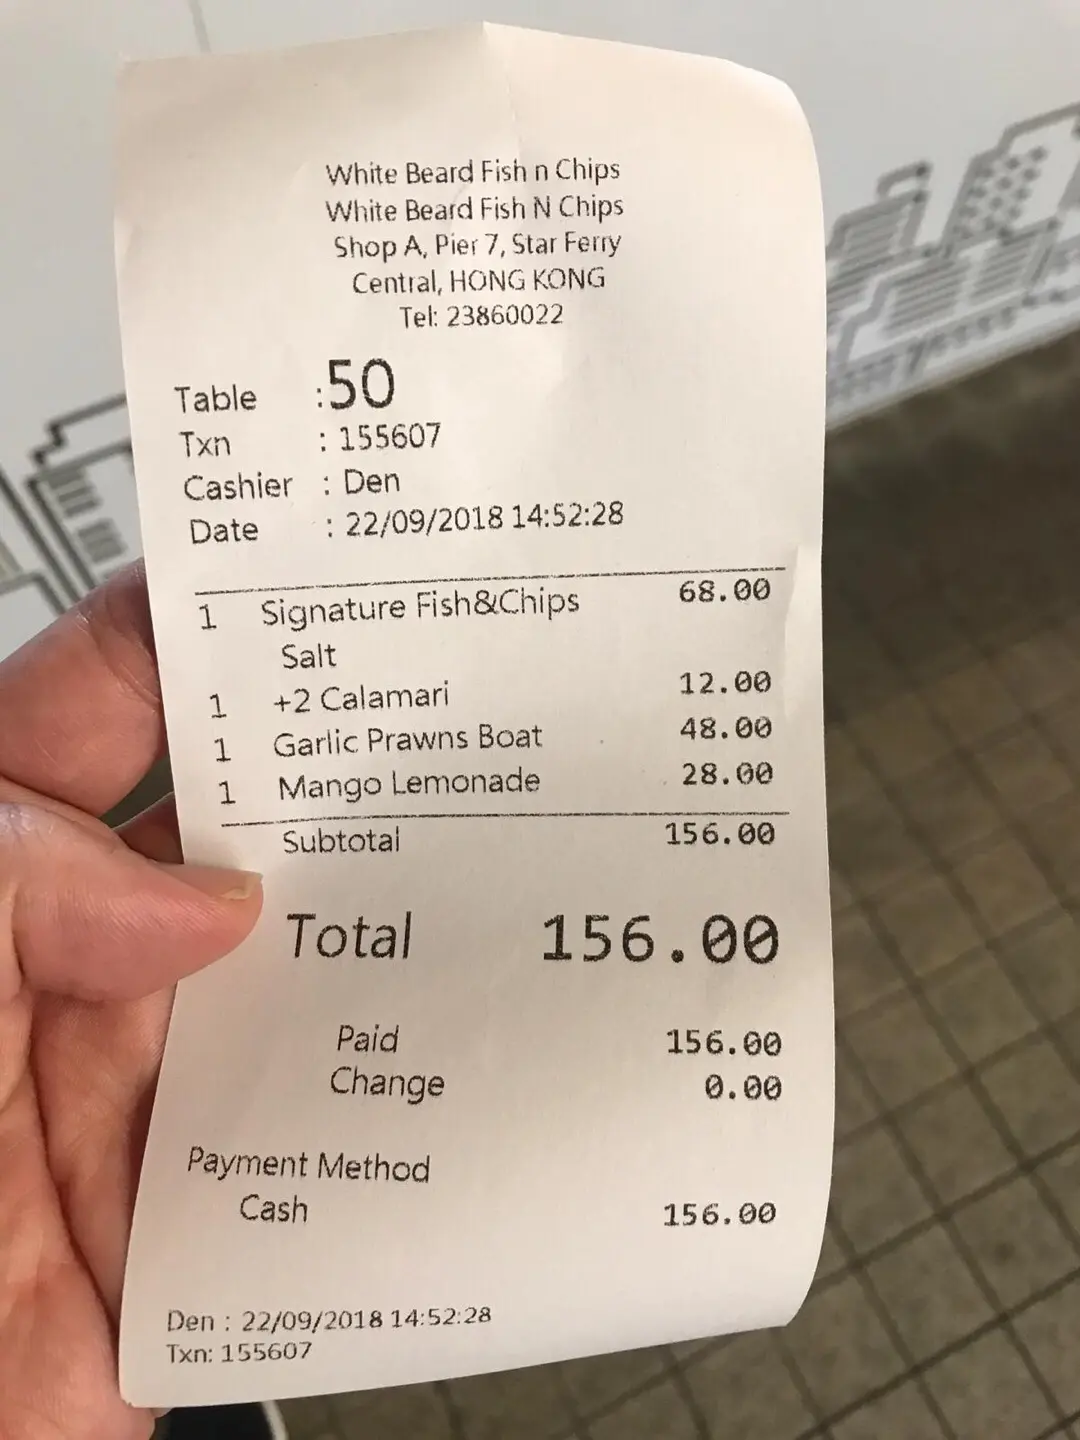 White Beard Fish n Chips
White Beard Fish N Chips
Shop A, Pier 7, Star Ferry
Central, HONG KONG
Tel: 23860022
Table :50
Txn : 155607
Cashier : Den
Date : 22/09/2018 14:52:28
1 Signature Fish&Chips 68.00
Salt
1 +2 Calamari 12.00
1 Garlic Prawns Boat 48.00
1 Mango Lemonade 28.00
Subtotal 156.00
Total 156.00
Paid 156.00
Change 0.00
Payment Method
Cash 156.00
Den : 22/09/2018 14:52:28
Txn: 155607